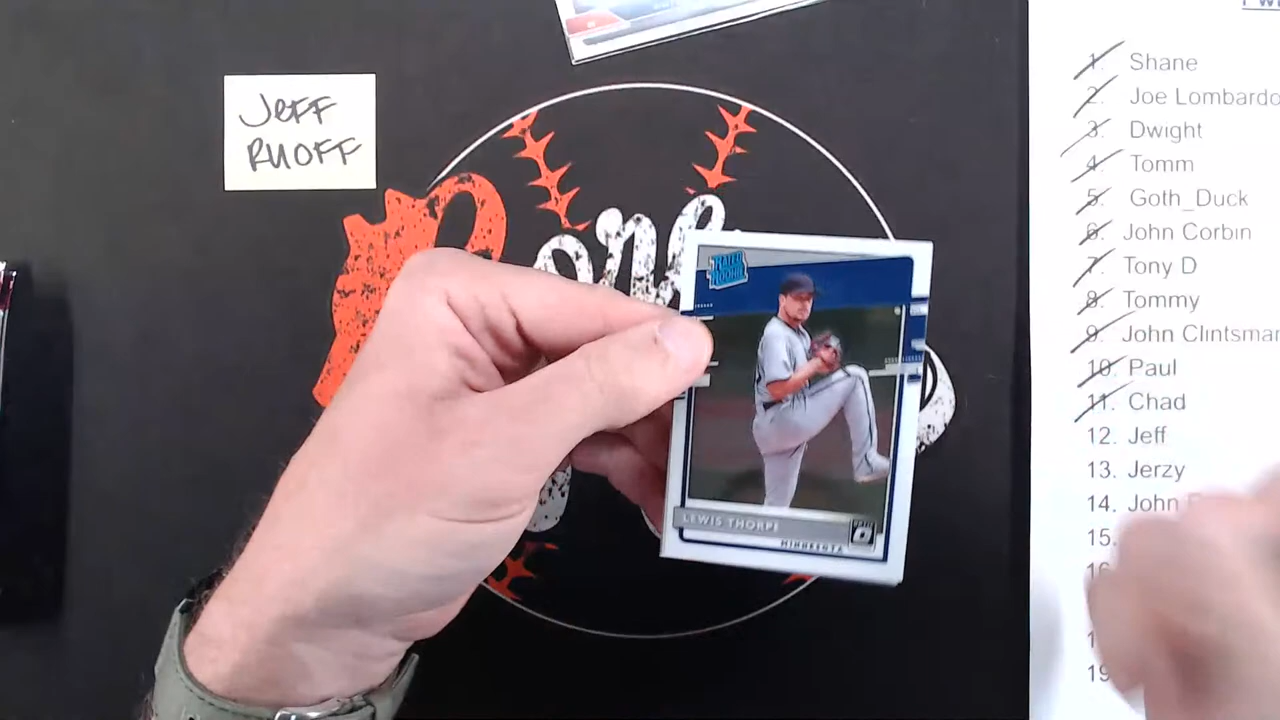 JEFF
RUOFF
1. Shane
2. Joe Lombardo
3. Dwight
4. Tomm
5. Goth_Duck
6. John Corbin
7. Tony D
8. Tommy
9. John Clintsman
10. Paul
11. Chad
12. Jeff
13. Jerzy
14. John
15.
19
RATED
ROOKIE
LEWIS THORPE
MINNESOTA